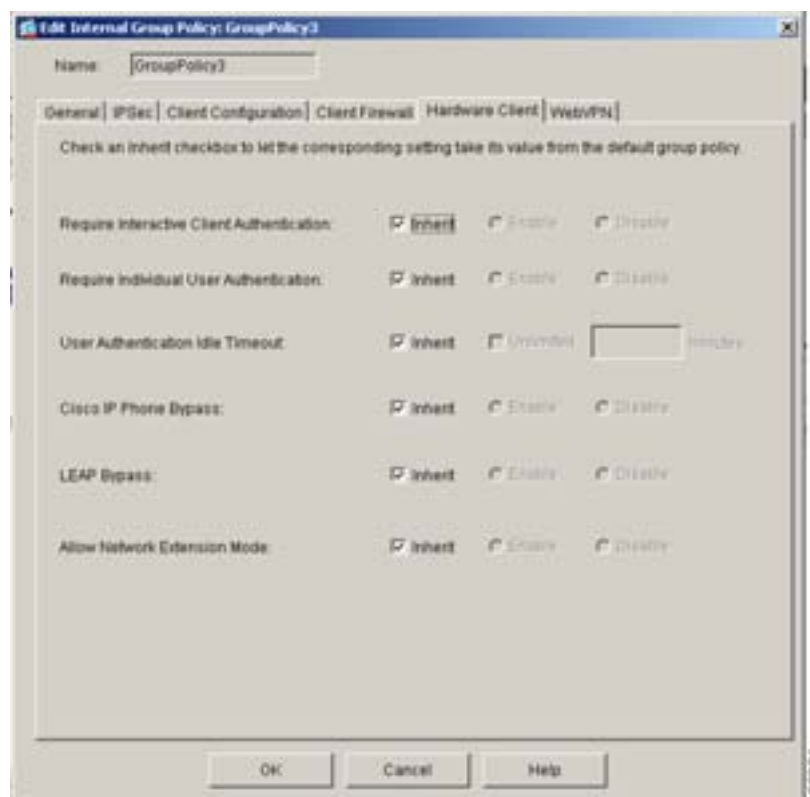 Edit Internal Group Policy: GroupPolicy3
Name: GroupPolicy3
General IPSec Client Configuration Client Firewall Hardware Client WebVPN
Check an Inherit checkbox to let the corresponding setting take its value from the default group policy.
Require Interactive Client Authentication: Inherit Enable Disable
Require Individual User Authentication: Inherit Enable Disable
User Authentication Idle Timeout: Inherit Unlimited minutes
Cisco IP Phone Bypass: Inherit Enable Disable
LEAP Bypass: Inherit Enable Disable
Allow Network Extension Mode: Inherit Enable Disable
OK Cancel Help